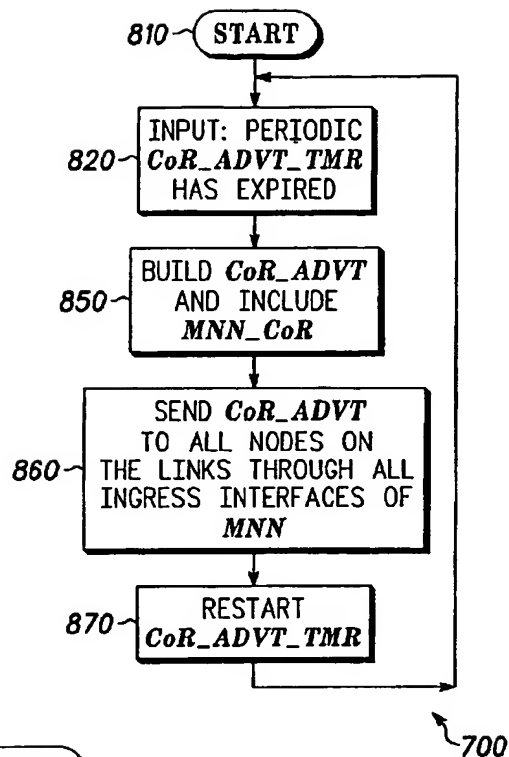 810
START
INPUT: PERIODIC
820
CoR_ADVT_TMR
HAS EXPIRED
BUILD CoR_ADVT
850
AND INCLUDE
MNN_CoR
SEND CoR_ADVT
TO ALL NODES ON
860
THE LINKS THROUGH ALL
INGRESS INTERFACES OF
MNN
RESTART
870
CoR_ADVT_TMR
700